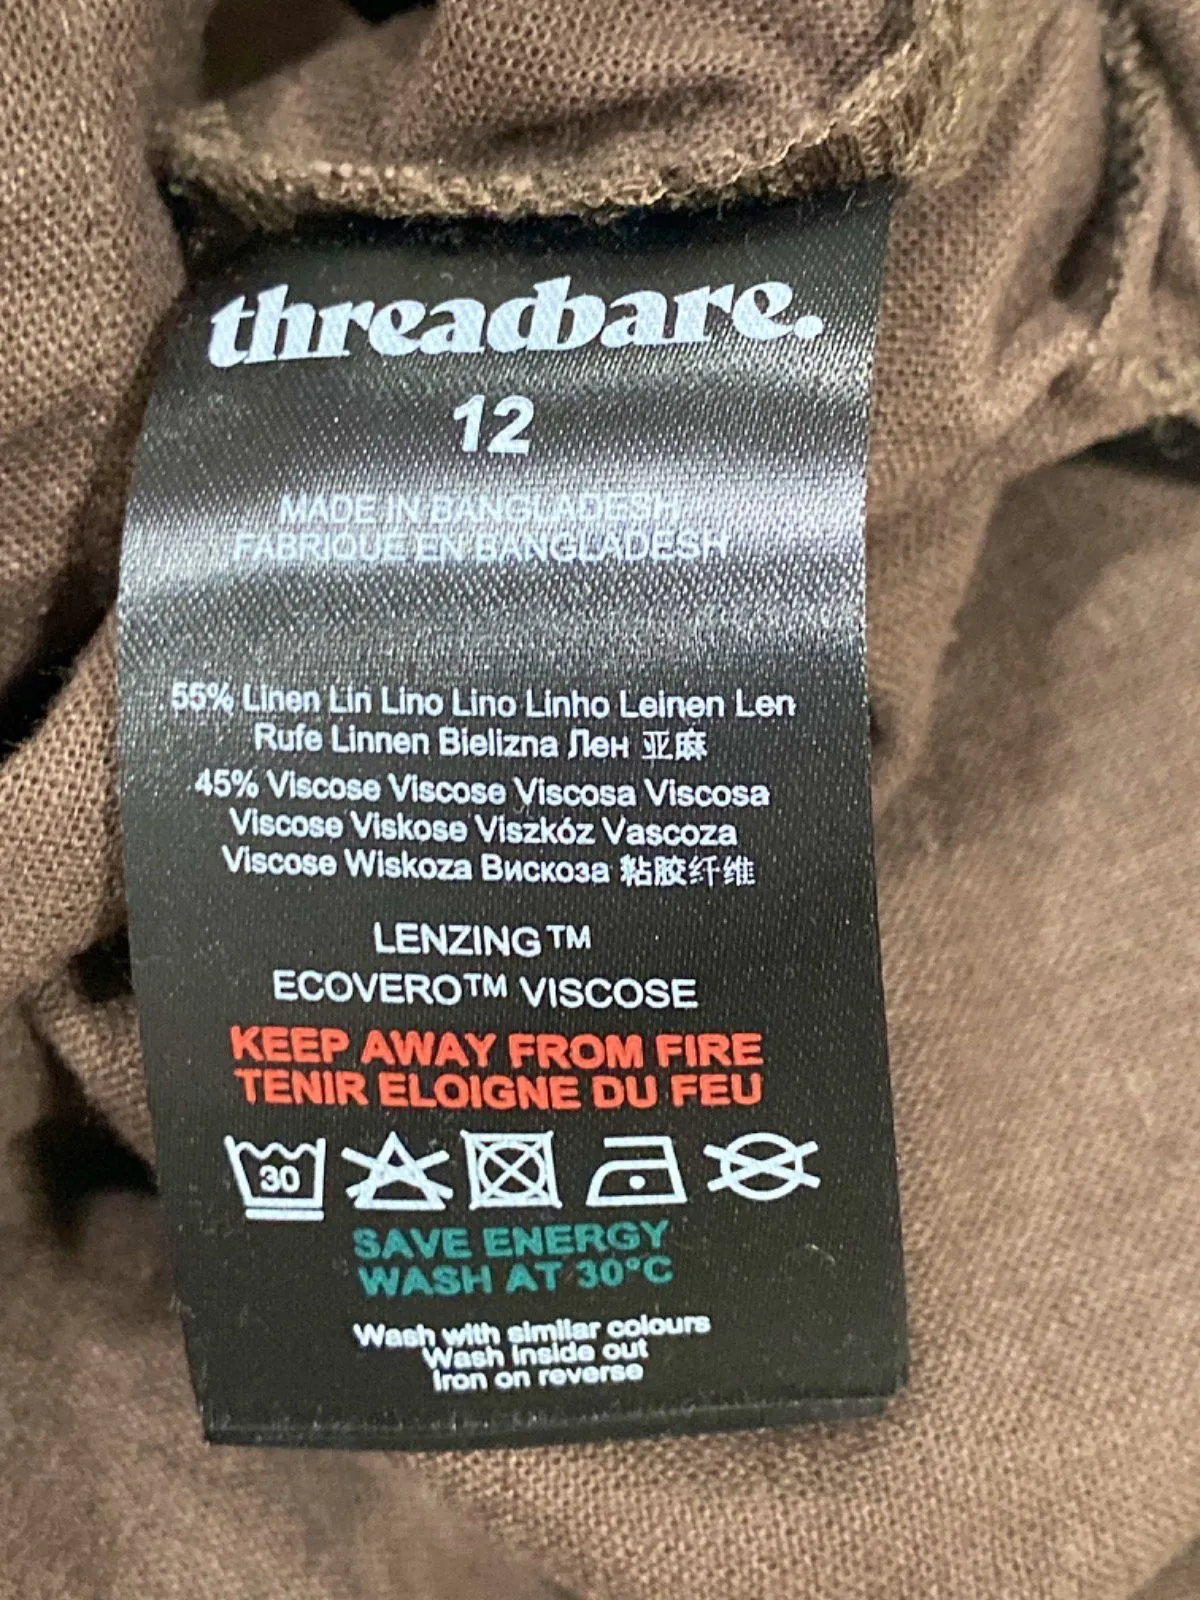 threadbare.
12
MADE IN BANGLADESH
FABRIQUE EN BANGLADESH
55% Linen Lin Lino Lino Linho Leinen Len
Rufe Linnen Bielizna Лен 亚麻
45% Viscose Viscose Viscosa Viscosa
Viscose Viskose Viszkóz Vascoza
Viscose Wiskoza Вискоза 粘胶纤维
LENZING™
ECOVERO™ VISCOSE
KEEP AWAY FROM FIRE
TENIR ELOIGNE DU FEU
30
SAVE ENERGY
WASH AT 30°C
Wash with similar colours
Wash inside out
Iron on reverse